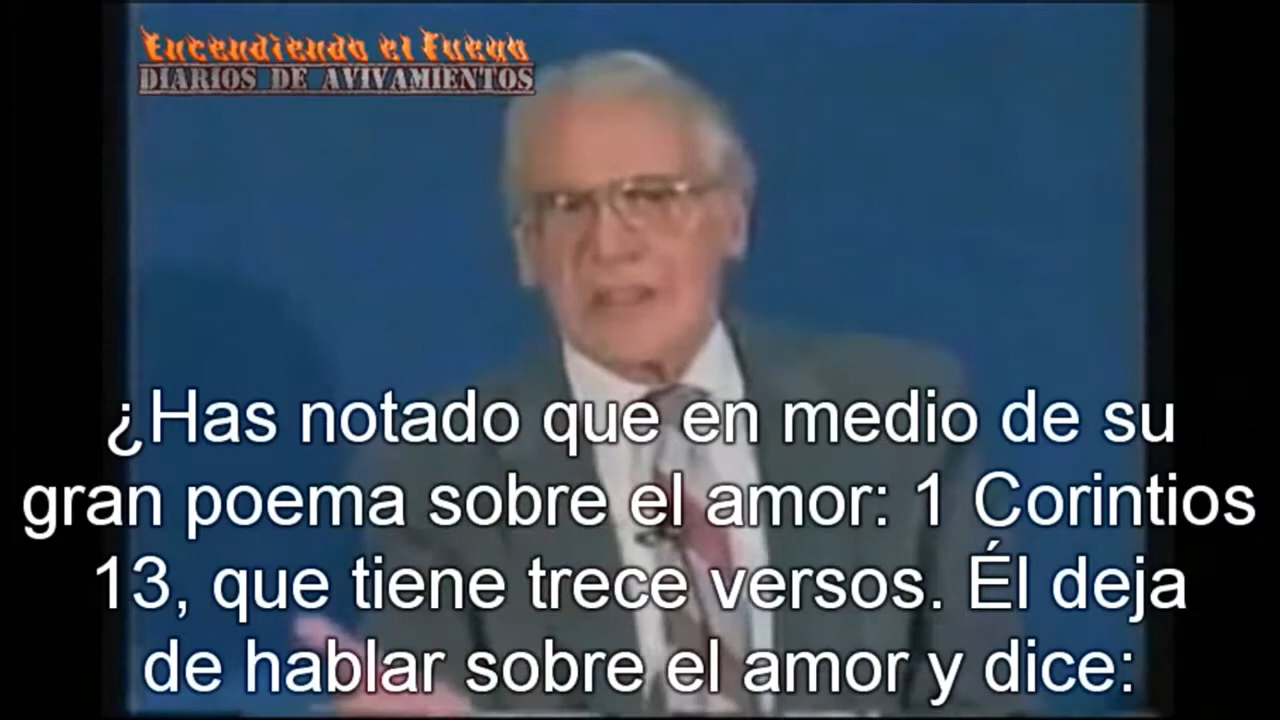 Encendiendo el Fuego
DIARIOS DE AVIVAMIENTOS
¿Has notado que en medio de su
gran poema sobre el amor: 1 Corintios
13, que tiene trece versos. Él deja
de hablar sobre el amor y dice: